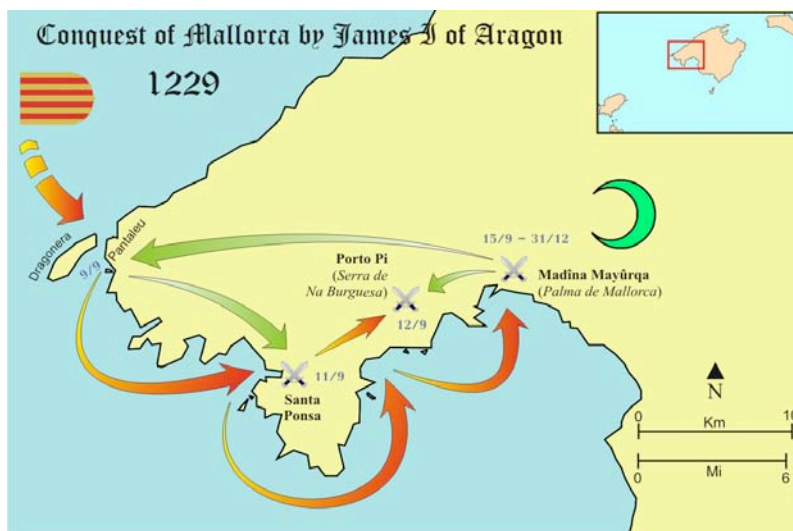 Conquest of Mallorca by James I of Aragon
1229
Dragonera
Pantaleu
9/9
Porto Pi
(Serra de
Na Burguesa)
12/9
15/9 - 31/12
Madîna Mayûrqa
(Palma de Mallorca)
11/9
Santa
Ponsa
N
0 10
Km
Mi
0 6